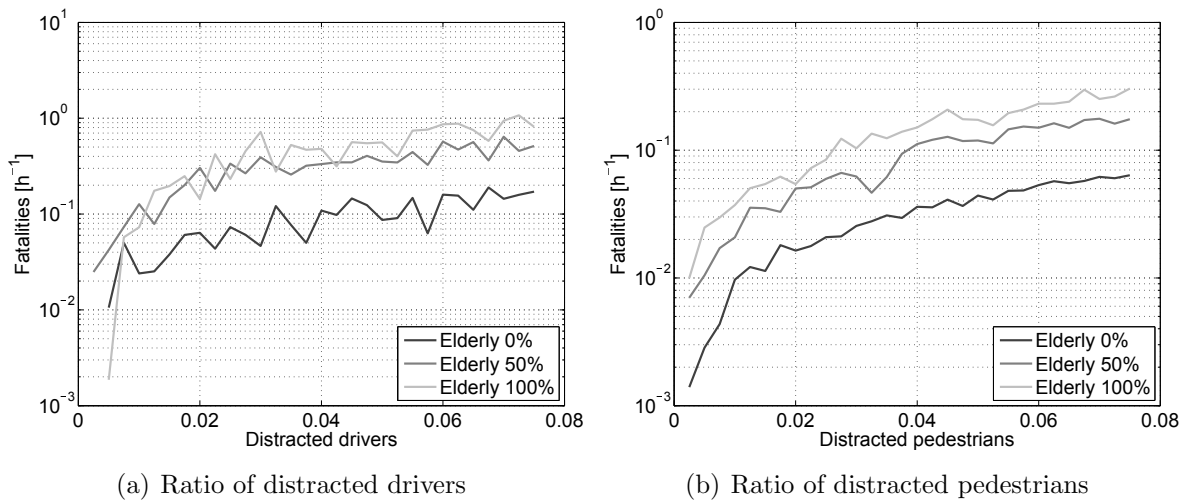 10^1
10^0
10^-1
10^-2
10^-3
Fatalities [h^-1]
0
0.02
0.04
0.06
0.08
Distracted drivers
Elderly 0%
Elderly 50%
Elderly 100%
(a) Ratio of distracted drivers
10^0
10^-1
10^-2
10^-3
Fatalities [h^-1]
0
0.02
0.04
0.06
0.08
Distracted pedestrians
Elderly 0%
Elderly 50%
Elderly 100%
(b) Ratio of distracted pedestrians